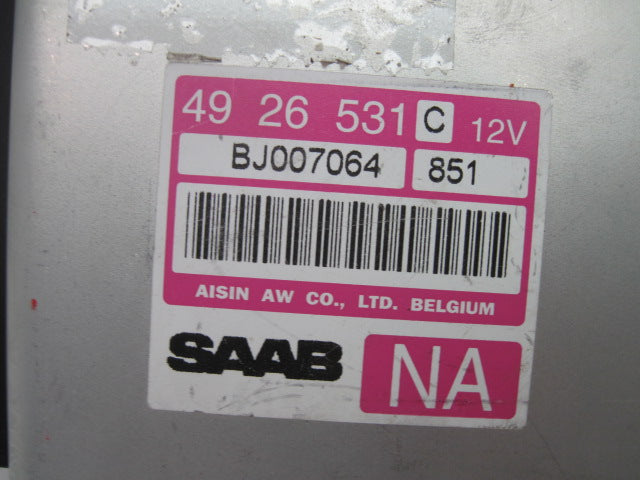 49 26 531 C 12V
BJ007064 851
AISIN AW CO., LTD. BELGIUM
SAAB NA